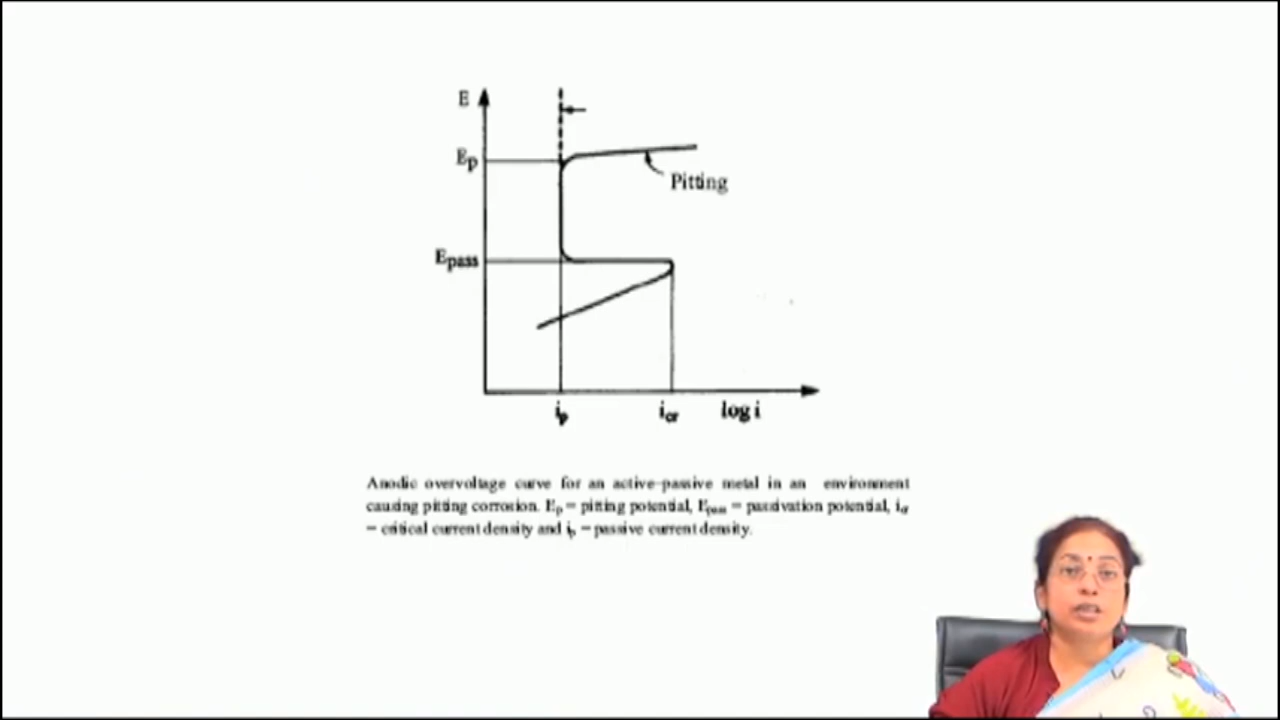 E
Ep
Pitting
Epass
ip
icr
log i
Anodic overvoltage curve for an active-passive metal in an environment
causing pitting corrosion. Ep = pitting potential, Epass = passivation potential, icr
= critical current density and ip = passive current density.